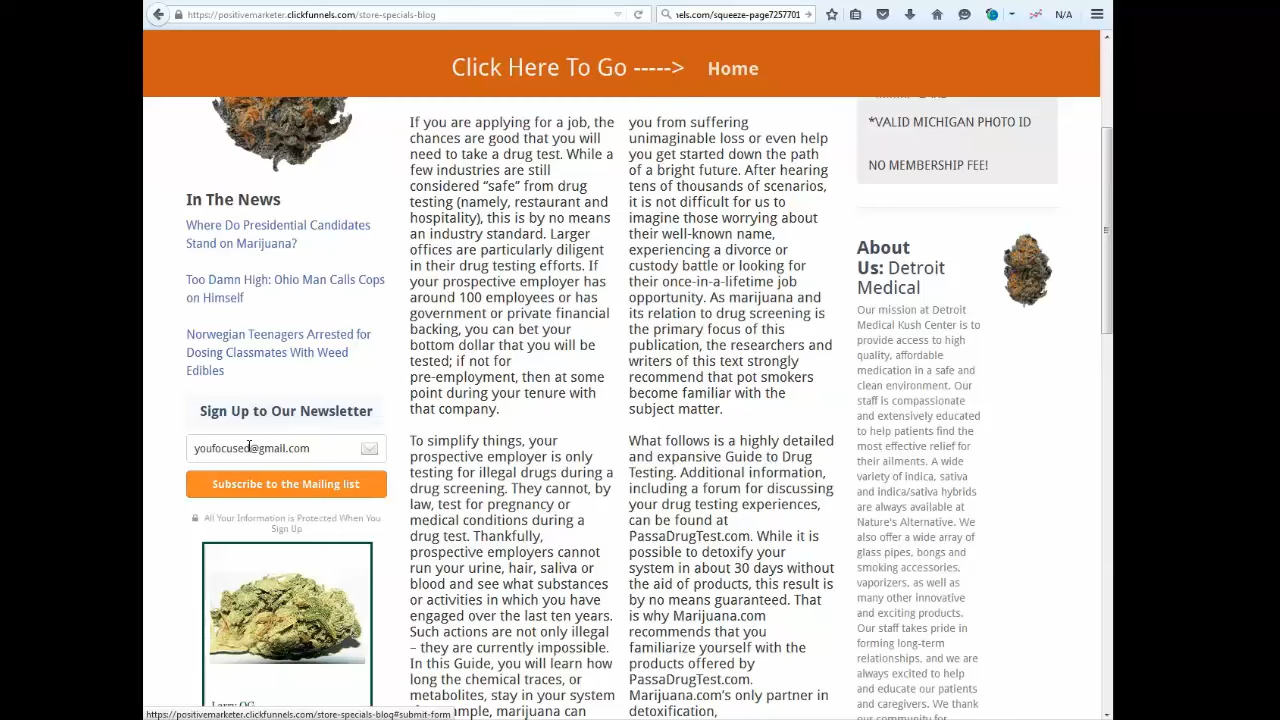 https://positivemarketer.clickfunnels.com/store-specials-blog
nels.com/squeeze-page7257701
N/A
Click Here To Go ----->
Home
In The News
Where Do Presidential Candidates
Stand on Marijuana?
Too Damn High: Ohio Man Calls Cops
on Himself
Norwegian Teenagers Arrested for
Dosing Classmates With Weed
Edibles
Sign Up to Our Newsletter
youfocused@gmail.com
Subscribe to the Mailing list
All Your Information is Protected When You
Sign Up
If you are applying for a job, the
chances are good that you will
need to take a drug test. While a
few industries are still
considered “safe” from drug
testing (namely, restaurant and
hospitality), this is by no means
an industry standard. Larger
offices are particularly diligent
in their drug testing efforts. If
your prospective employer has
around 100 employees or has
government or private financial
backing, you can bet your
bottom dollar that you will be
tested; if not for
pre-employment, then at some
point during your tenure with
that company.
To simplify things, your
prospective employer is only
testing for illegal drugs during a
drug screening. They cannot, by
law, test for pregnancy or
medical conditions during a
drug test. Thankfully,
prospective employers cannot
run your urine, hair, saliva or
blood and see what substances
or activities in which you have
engaged over the last ten years.
Such actions are not only illegal
– they are currently impossible.
In this Guide, you will learn how
long the chemical traces, or
metabolites, stay in your system
example, marijuana can
you from suffering
unimaginable loss or even help
you get started down the path
of a bright future. After hearing
tens of thousands of scenarios,
it is not difficult for us to
imagine those worrying about
their well-known name,
experiencing a divorce or
custody battle or looking for
their once-in-a-lifetime job
opportunity. As marijuana and
its relation to drug screening is
the primary focus of this
publication, the researchers and
writers of this text strongly
recommend that pot smokers
become familiar with the
subject matter.
What follows is a highly detailed
and expansive Guide to Drug
Testing. Additional information,
including a forum for discussing
your drug testing experiences,
can be found at
PassaDrugTest.com. While it is
possible to detoxify your
system in about 30 days without
the aid of products, this result is
by no means guaranteed. That
is why Marijuana.com
recommends that you
familiarize yourself with the
products offered by
PassaDrugTest.com.
Marijuana.com’s only partner in
detoxification,
*VALID MICHIGAN PHOTO ID
NO MEMBERSHIP FEE!
About
Us: Detroit
Medical
Our mission at Detroit
Medical Kush Center is to
provide access to high
quality, affordable
medication in a safe and
clean environment. Our
staff is compassionate
and extensively educated
to help patients find the
most effective relief for
their ailments. A wide
variety of indica, sativa
and indica/sativa hybrids
are always available at
Nature's Alternative. We
also offer a wide array of
glass pipes, bongs and
smoking accessories,
vaporizers, as well as
many other innovative
and exciting products.
Our staff takes pride in
forming long-term
relationships, and we are
always excited to help
and educate our patients
and caregivers. We thank
our community for
https://positivemarketer.clickfunnels.com/store-specials-blog#submit-form